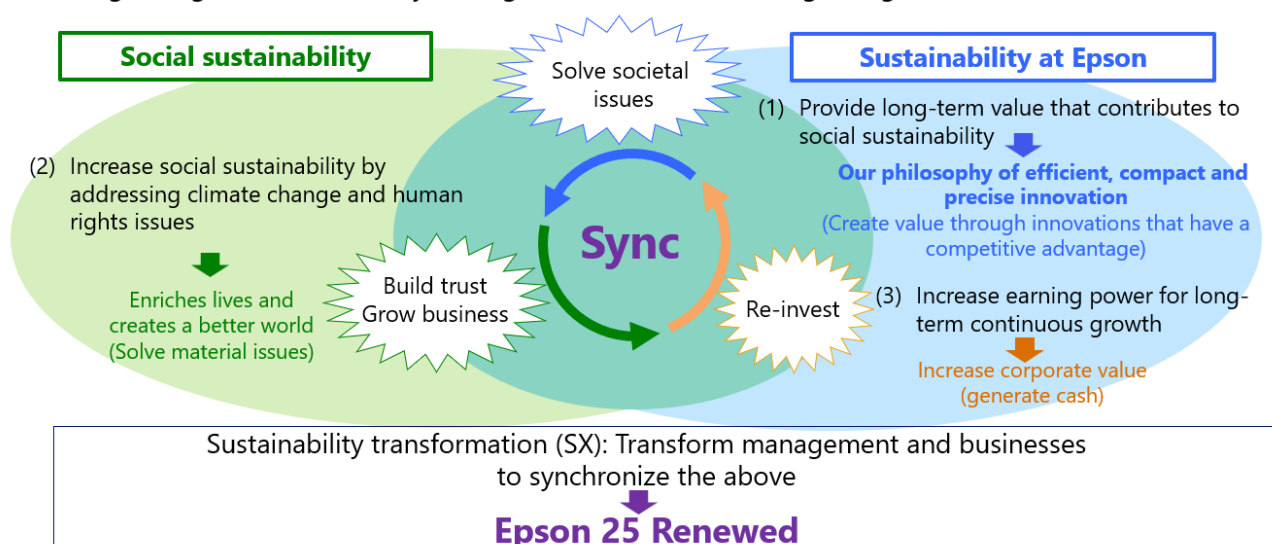 Social sustainability
Solve societal
issues
Sustainability at Epson
(1) Provide long-term value that contributes to
social sustainability
Our philosophy of efficient, compact and
precise innovation
(Create value through innovations that have a
competitive advantage)
(2) Increase social sustainability by
addressing climate change and human
rights issues
Enriches lives and
creates a better world
(Solve material issues)
Build trust
Grow business
Sync
Re-invest
(3) Increase earning power for long-
term continuous growth
Increase corporate value
(generate cash)
Sustainability transformation (SX): Transform management and businesses
to synchronize the above
Epson 25 Renewed